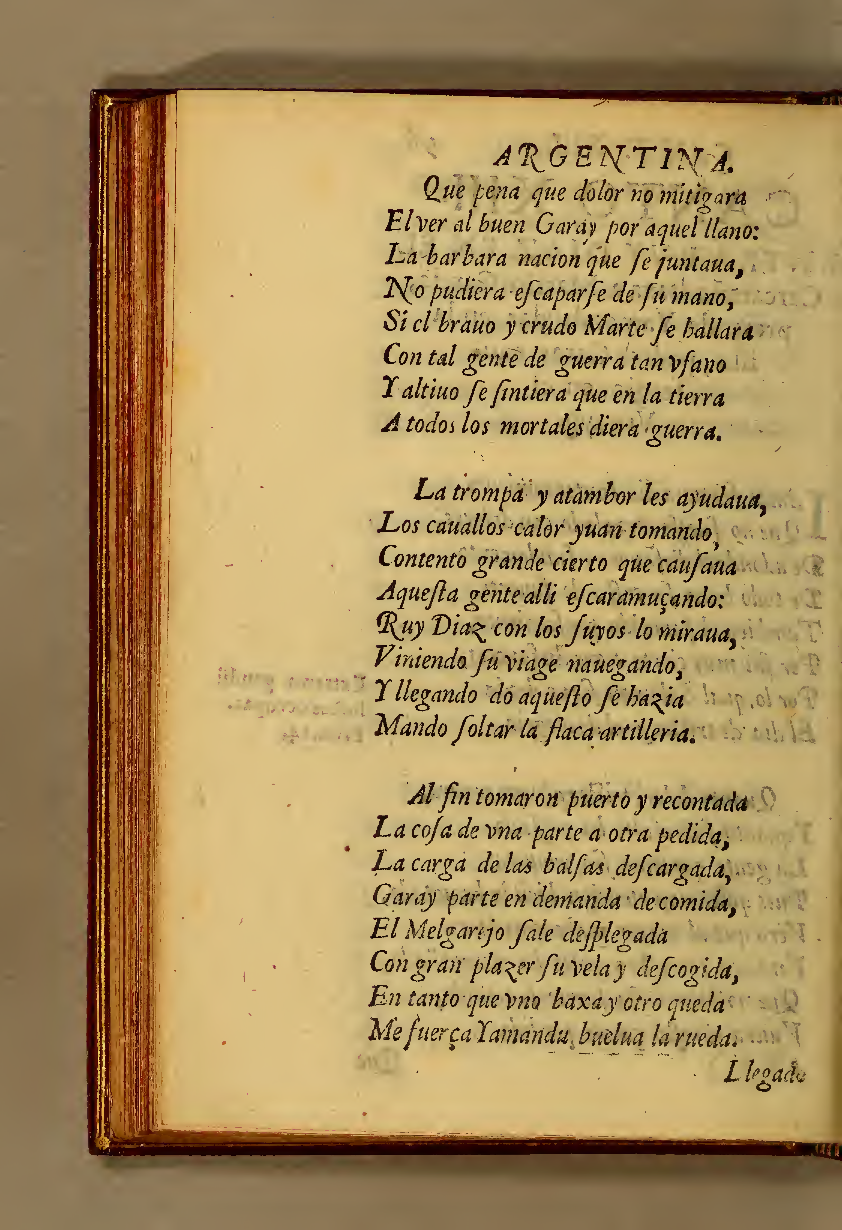 ARGENTINA.
Que pena que dolor no mitigara
El ver al buen Garay por aquel llano:
La barbara nacion que ſe juntaua,
No pudiera eſcaparſe de ſu mano,
Si el brauo y crudo Marte ſe hallara
Con tal gente de guerra tan vfano
Y altiuo ſe ſintiera que en la tierra
A todos los mortales diera guerra.
La trompa y atambor les ayudaua,
Los cauallos calor yuan tomando,
Contento grande cierto que cauſaua
Aqueſta gente alli eſcaramuçando:
Ruy Diaz con los ſuyos lo miraua,
Viniendo ſu viage nauegando,
Y llegando do aqueſto ſe hazia
Mando ſoltar la flaca artilleria.
Al fin tomaron puerto y recontada
La coſa de vna parte a otra pedida,
La carga de las balſas deſcargada,
Garay parte en demanda de comida,
El Melgarejo ſale deſplegada
Con gran plazer ſu vela y deſcogida,
En tanto que vno baxa y otro queda
Me fuerça Yamandu buelua la rueda.
Llegado